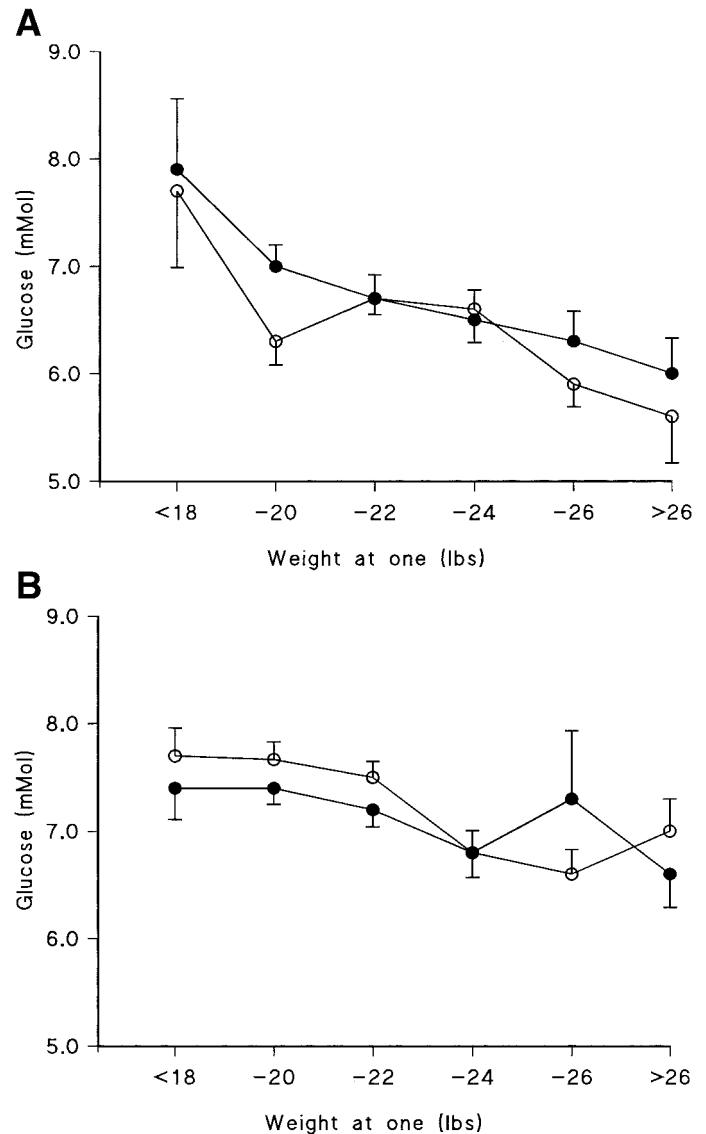 A
9.0
8.0
7.0
6.0
5.0
Glucose (mMol)
<18 -20 -22 -24 -26 >26
Weight at one (lbs)
B
9.0
8.0
7.0
6.0
5.0
Glucose (mMol)
<18 -20 -22 -24 -26 >26
Weight at one (lbs)